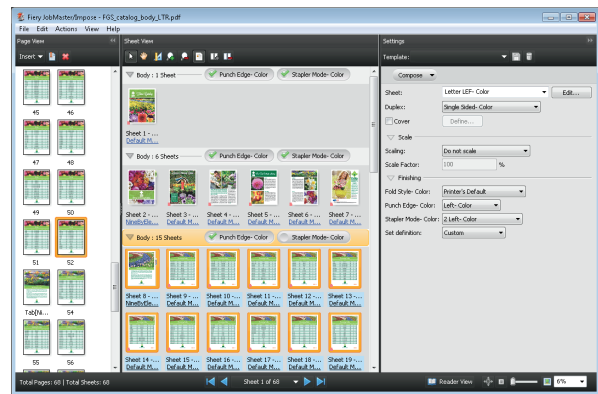 Fiery JobMaster/Impose - FGS_catalog_body_LTR.pdf
File Edit Actions View Help
Page View
Sheet View
Settings
Insert
Template:
45 46
47 48
49 50
51 52
Tab[Ni... 54
55 56
Body : 1 Sheet Punch Edge- Color Stapler Mode- Color
Sheet 1 - ...
Default M...
Body : 6 Sheets Punch Edge- Color Stapler Mode- Color
Sheet 2 - ... Sheet 3 - ... Sheet 4 - ... Sheet 5 - ... Sheet 6 - ... Sheet 7 - ...
NineByEle... Default M... Default M... Default M... Default M... Default M...
Body : 15 Sheets Punch Edge- Color Stapler Mode- Color
Sheet 8 - ... Sheet 9 - ... Sheet 10 -... Sheet 11 -... Sheet 12 -... Sheet 13 -...
NineByEle... Default M... Default M... Default M... Default M... Default M...
Sheet 14 -... Sheet 15 -... Sheet 16 -... Sheet 17 -... Sheet 18 -... Sheet 19 -...
Default M... Default M... Default M... Default M... Default M... Default M...
Compose
Sheet: Letter LEF- Color Edit...
Duplex: Single Sided- Color
Cover Define...
Scale
Scaling: Do not scale
Scale Factor: 100 %
Finishing
Fold Style- Color: Printer's Default
Punch Edge- Color: Left- Color
Stapler Mode- Color: 2 Left- Color
Set definition: Custom
Total Pages: 68 | Total Sheets: 68
Sheet 1 of 68
Reader View
6%